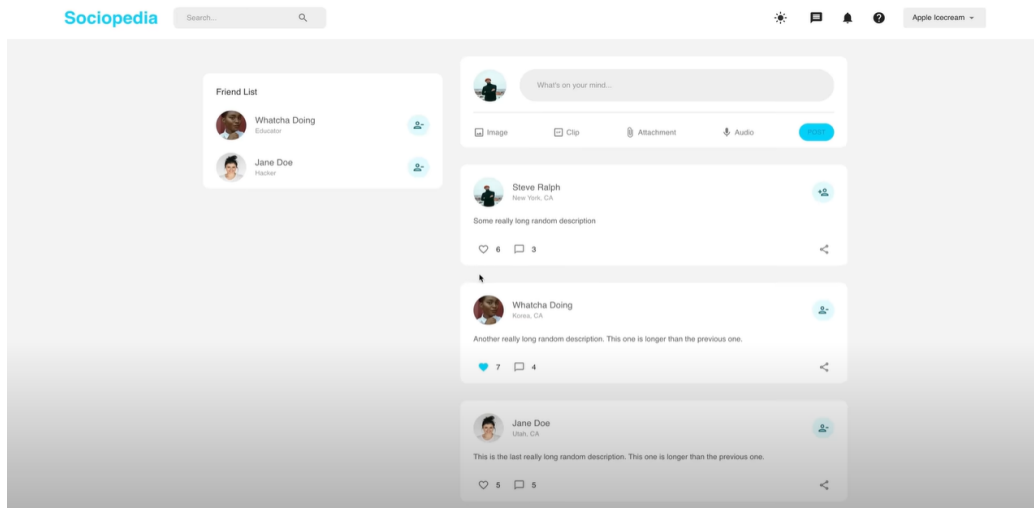 Sociopedia
Search...
Apple Icecream
Friend List
Whatcha Doing
Educator
Jane Doe
Hacker
What's on your mind...
Image
Clip
Attachment
Audio
POST
Steve Ralph
New York, CA
Some really long random description
6
3
Whatcha Doing
Korea, CA
Another really long random description. This one is longer than the previous one.
7
4
Jane Doe
Utah, CA
This is the last really long random description. This one is longer than the previous one.
5
5